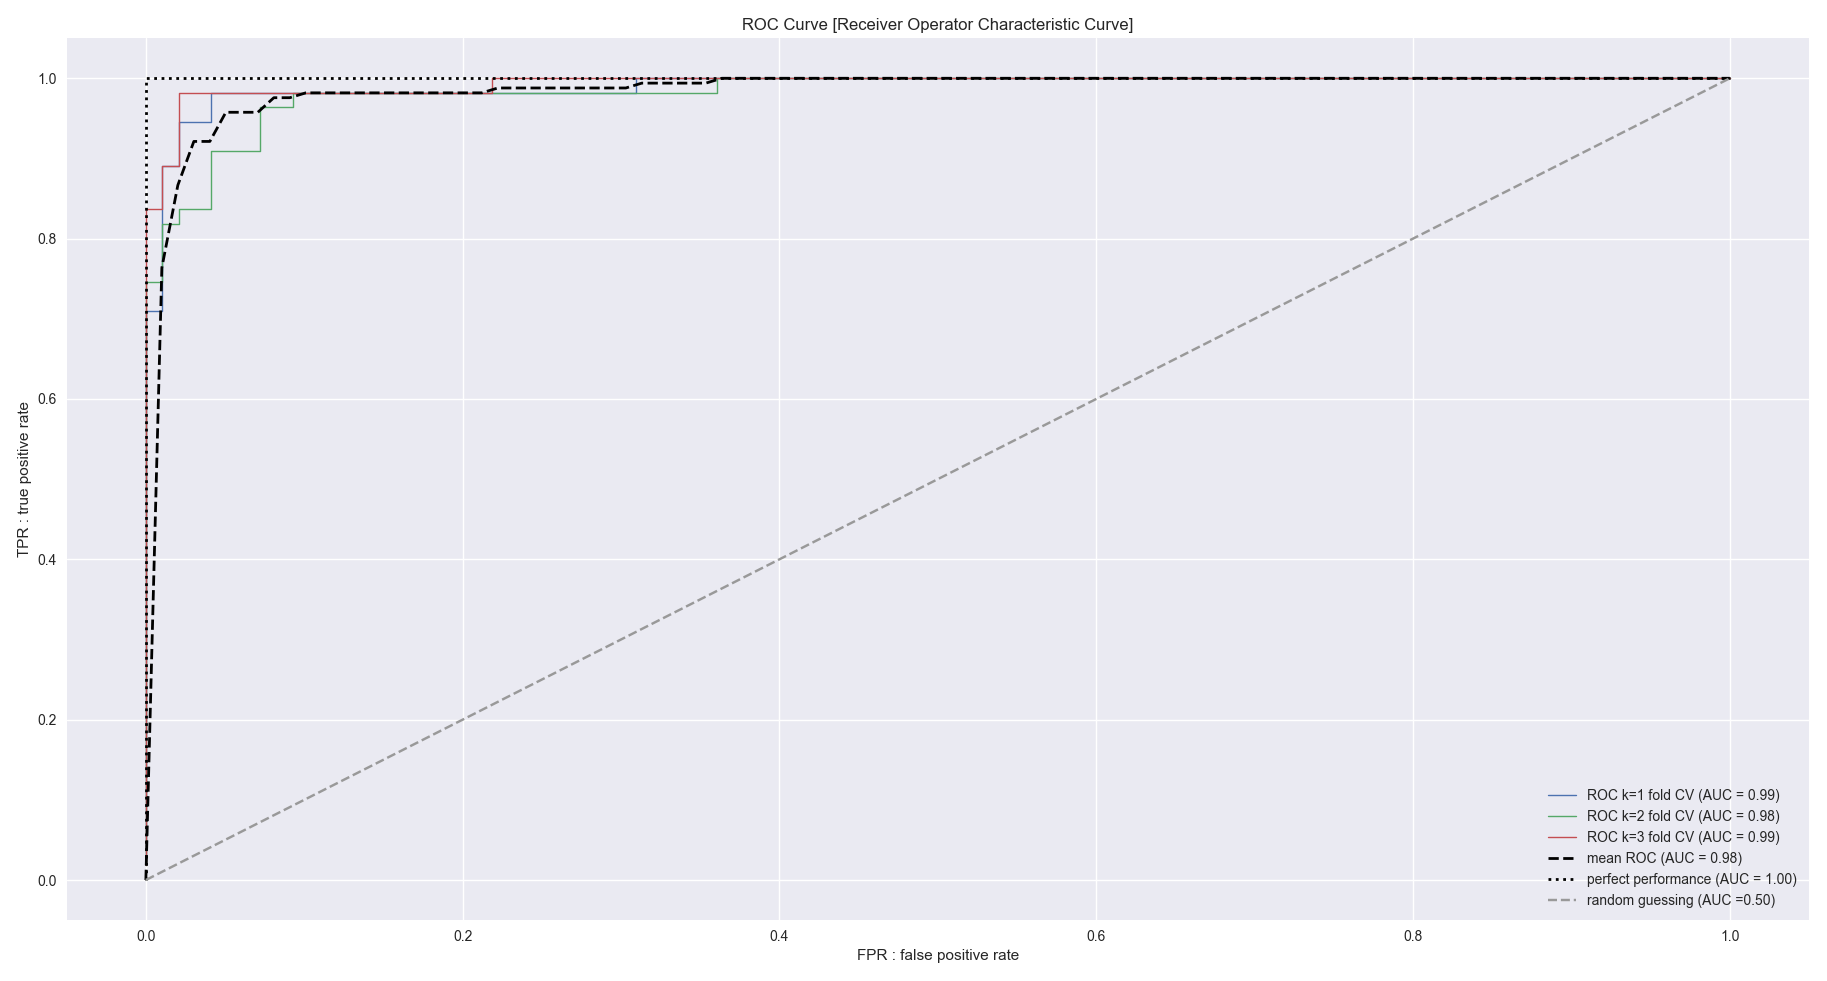 ROC Curve [Receiver Operator Characteristic Curve]
1.0
0.8
0.6
0.4
0.2
0.0
TPR : true positive rate
ROC k=1 fold CV (AUC = 0.99)
ROC k=2 fold CV (AUC = 0.98)
ROC k=3 fold CV (AUC = 0.99)
mean ROC (AUC = 0.98)
perfect performance (AUC = 1.00)
random guessing (AUC =0.50)
0.0 0.2 0.4 0.6 0.8 1.0
FPR : false positive rate